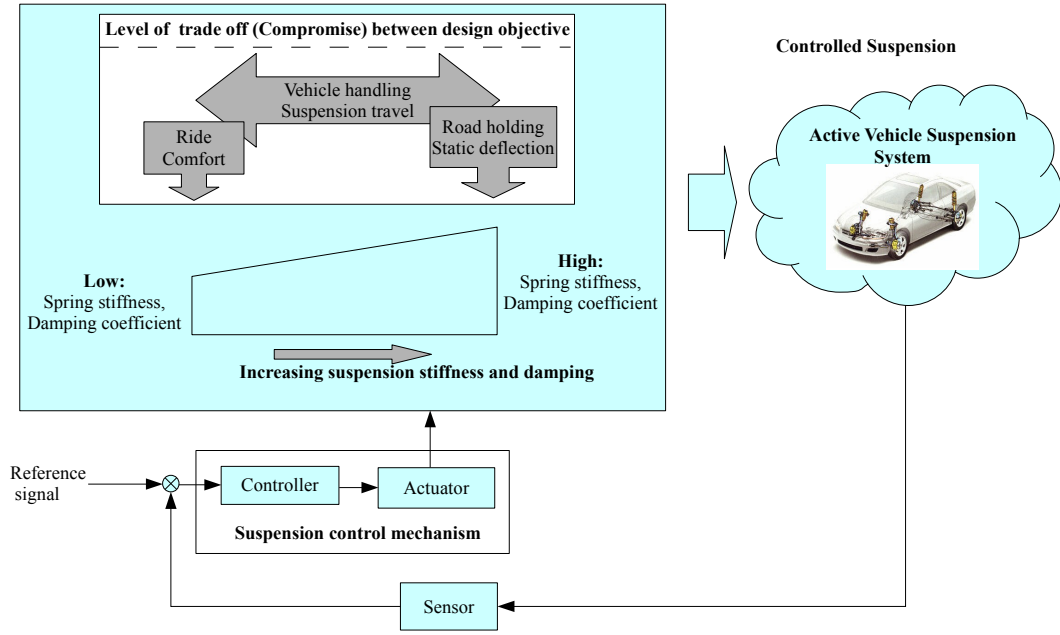 Level of trade off (Compromise) between design objective
Controlled Suspension
Vehicle handling
Suspension travel
Ride
Comfort
Road holding
Static deflection
Active Vehicle Suspension
System
Low:
Spring stiffness,
Damping coefficient
High:
Spring stiffness,
Damping coefficient
Increasing suspension stiffness and damping
Reference
signal
Controller
Actuator
Suspension control mechanism
Sensor